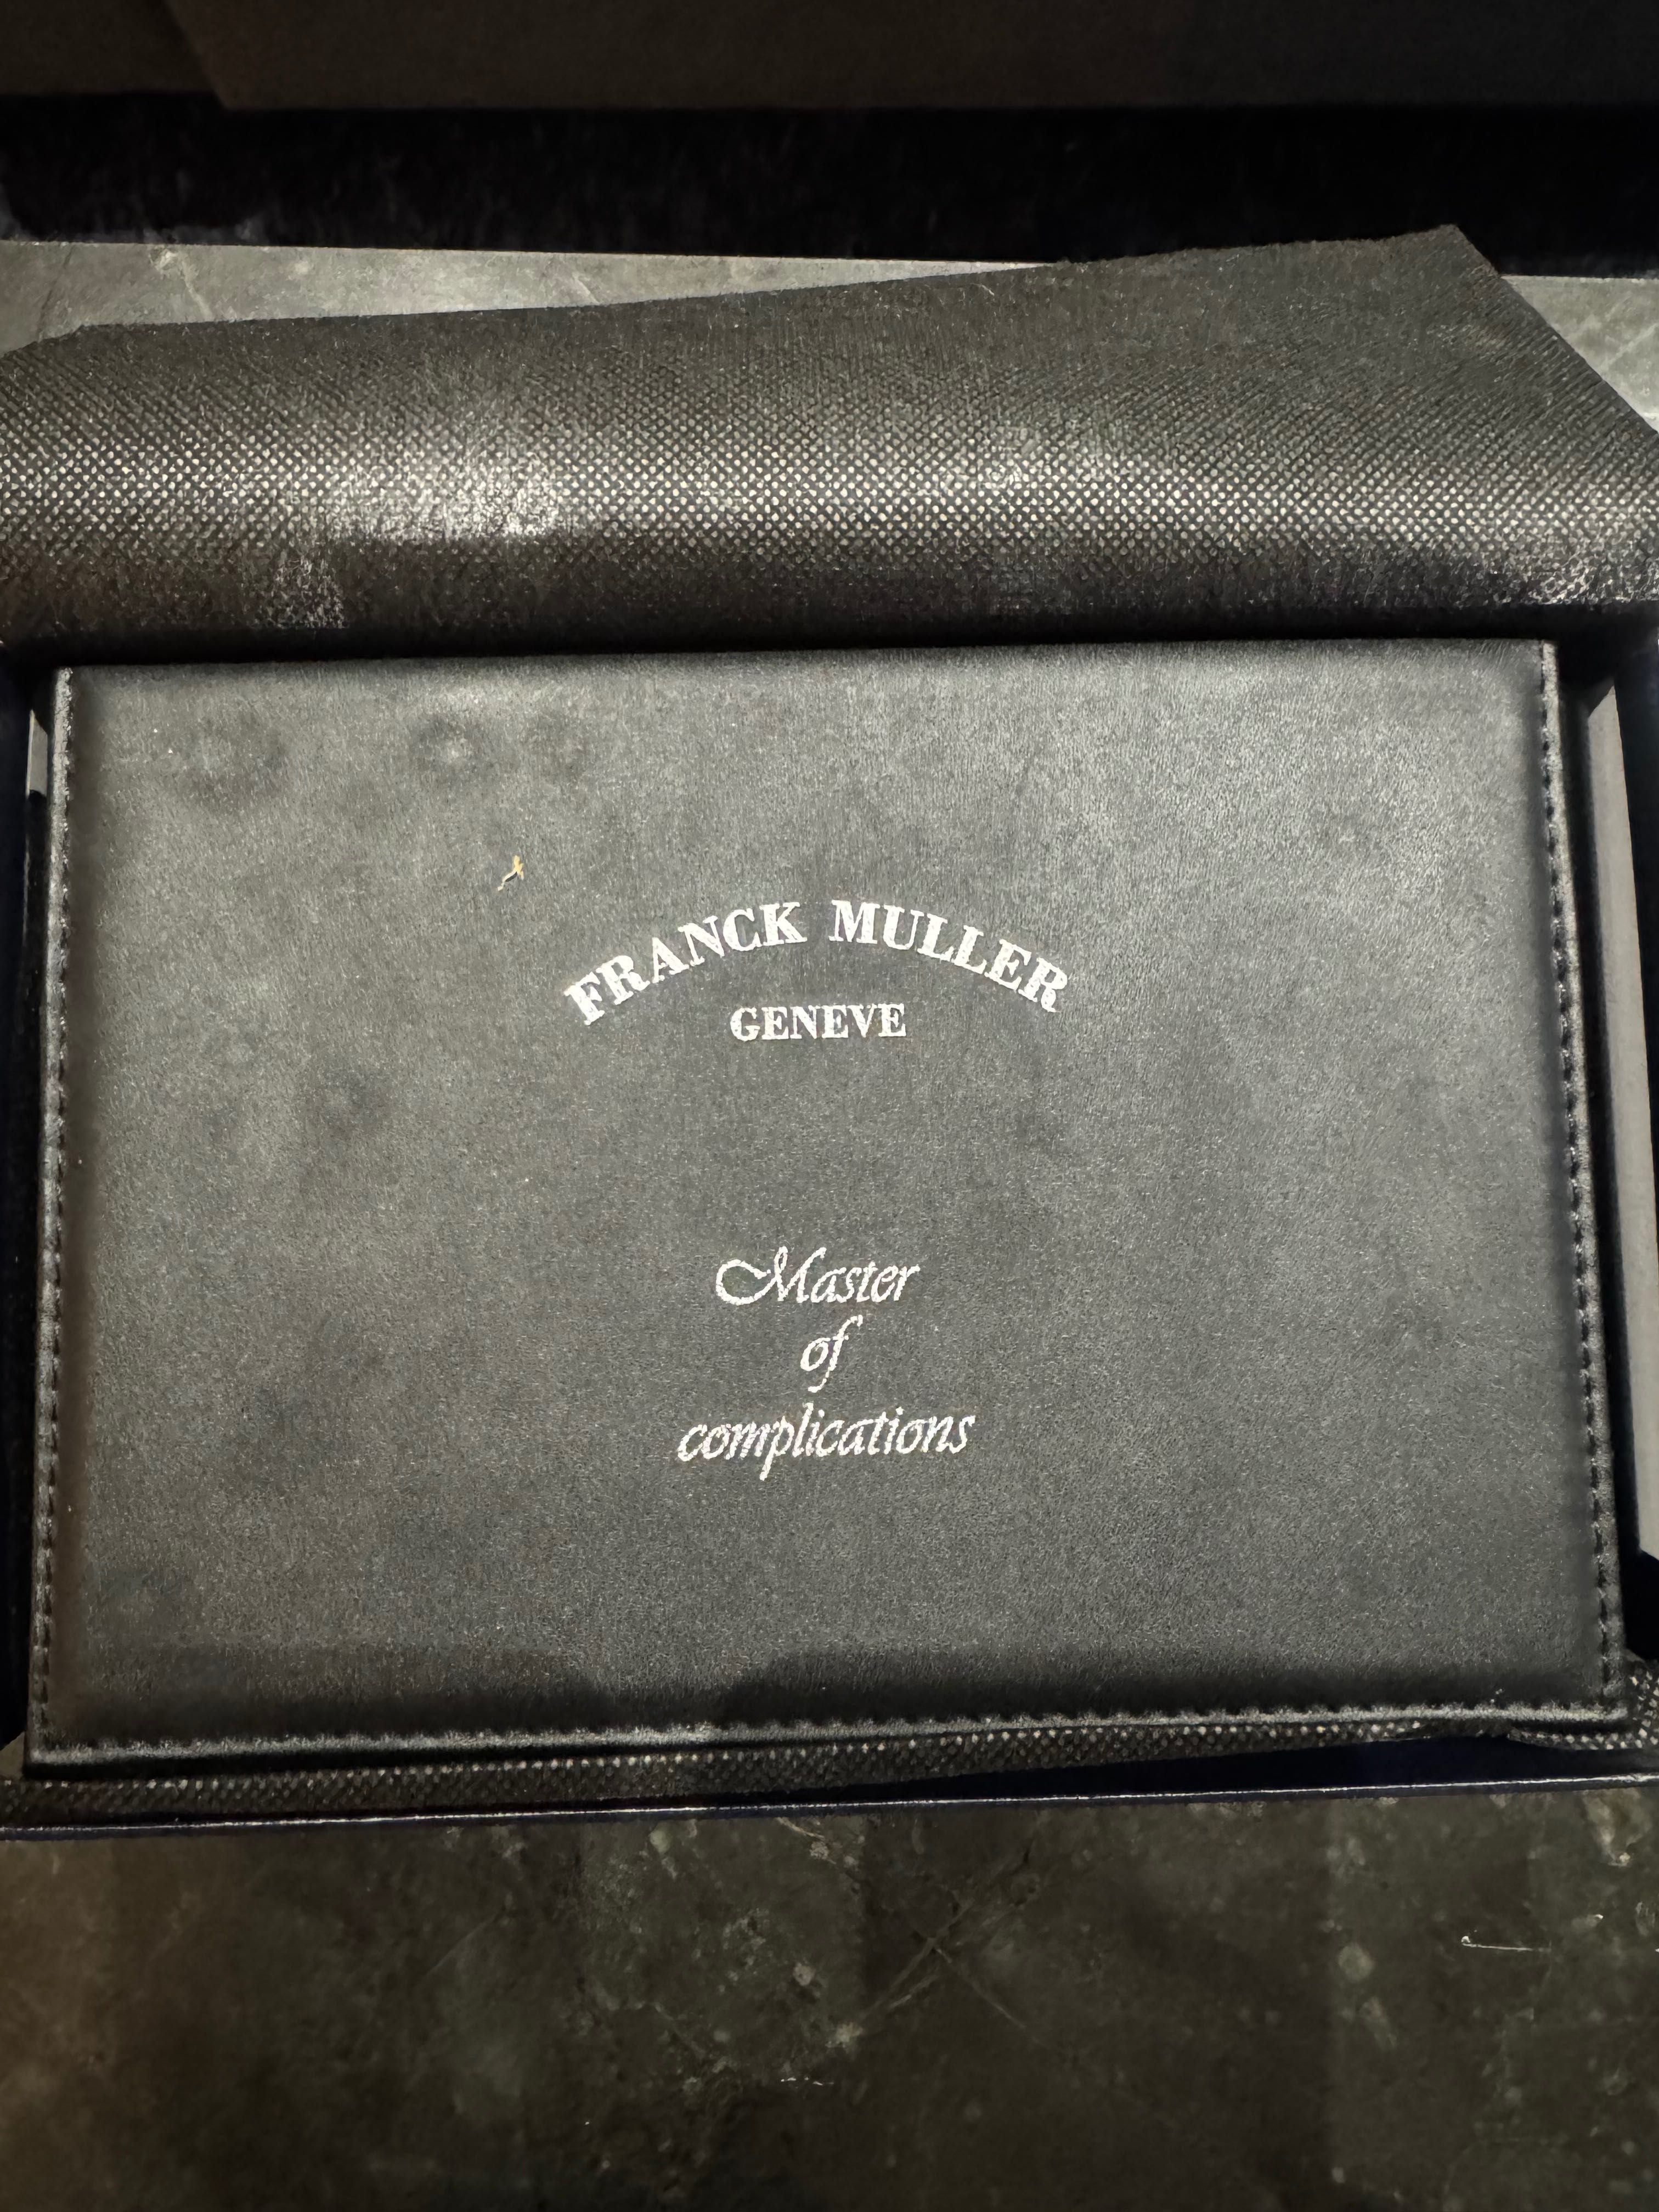 FRANCK MULLER
GENEVE
Master
of
complications